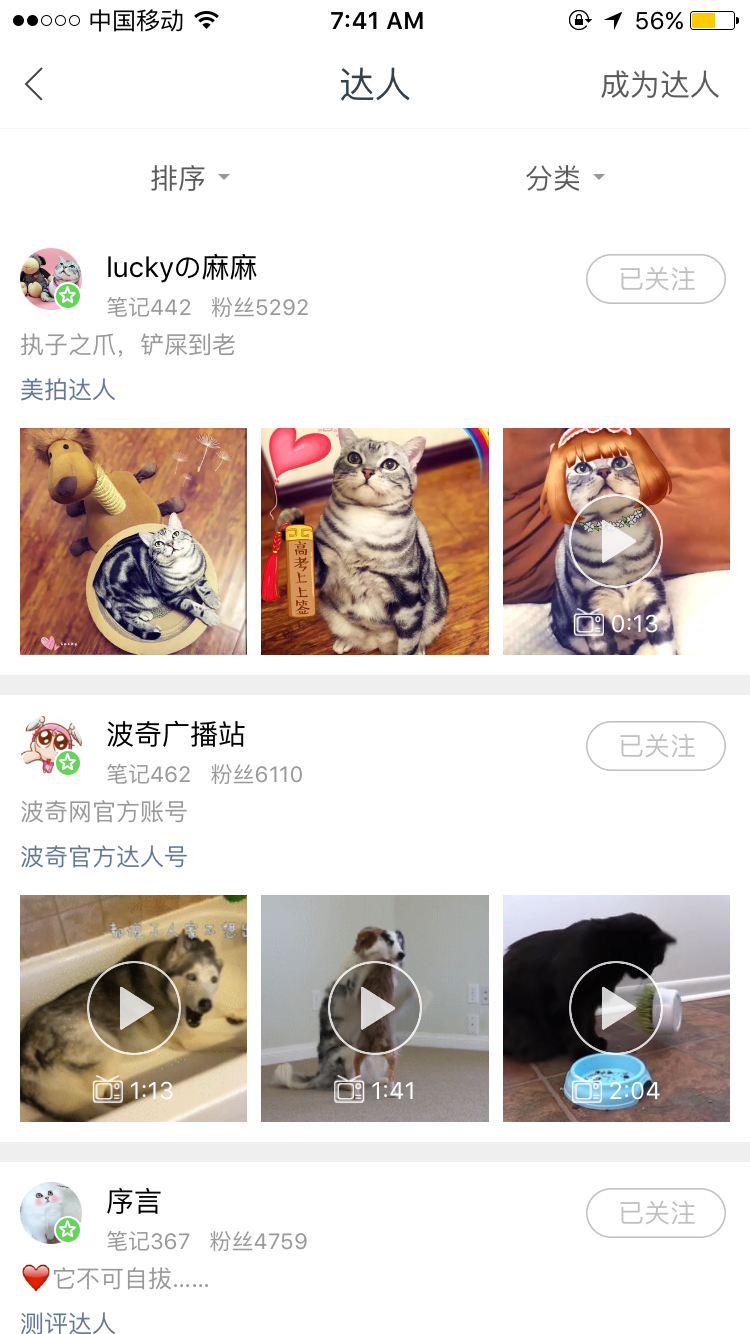 中国移动 7:41 AM 56%
达人 成为达人
排序 分类
luckyの麻麻 已关注
笔记442 粉丝5292
执子之爪，铲屎到老
美拍达人
高考上上签
0:13
波奇广播站 已关注
笔记462 粉丝6110
波奇网官方账号
波奇官方达人号
1:13 1:41 2:04
序言 已关注
笔记367 粉丝4759
❤️它不可自拔......
测评达人